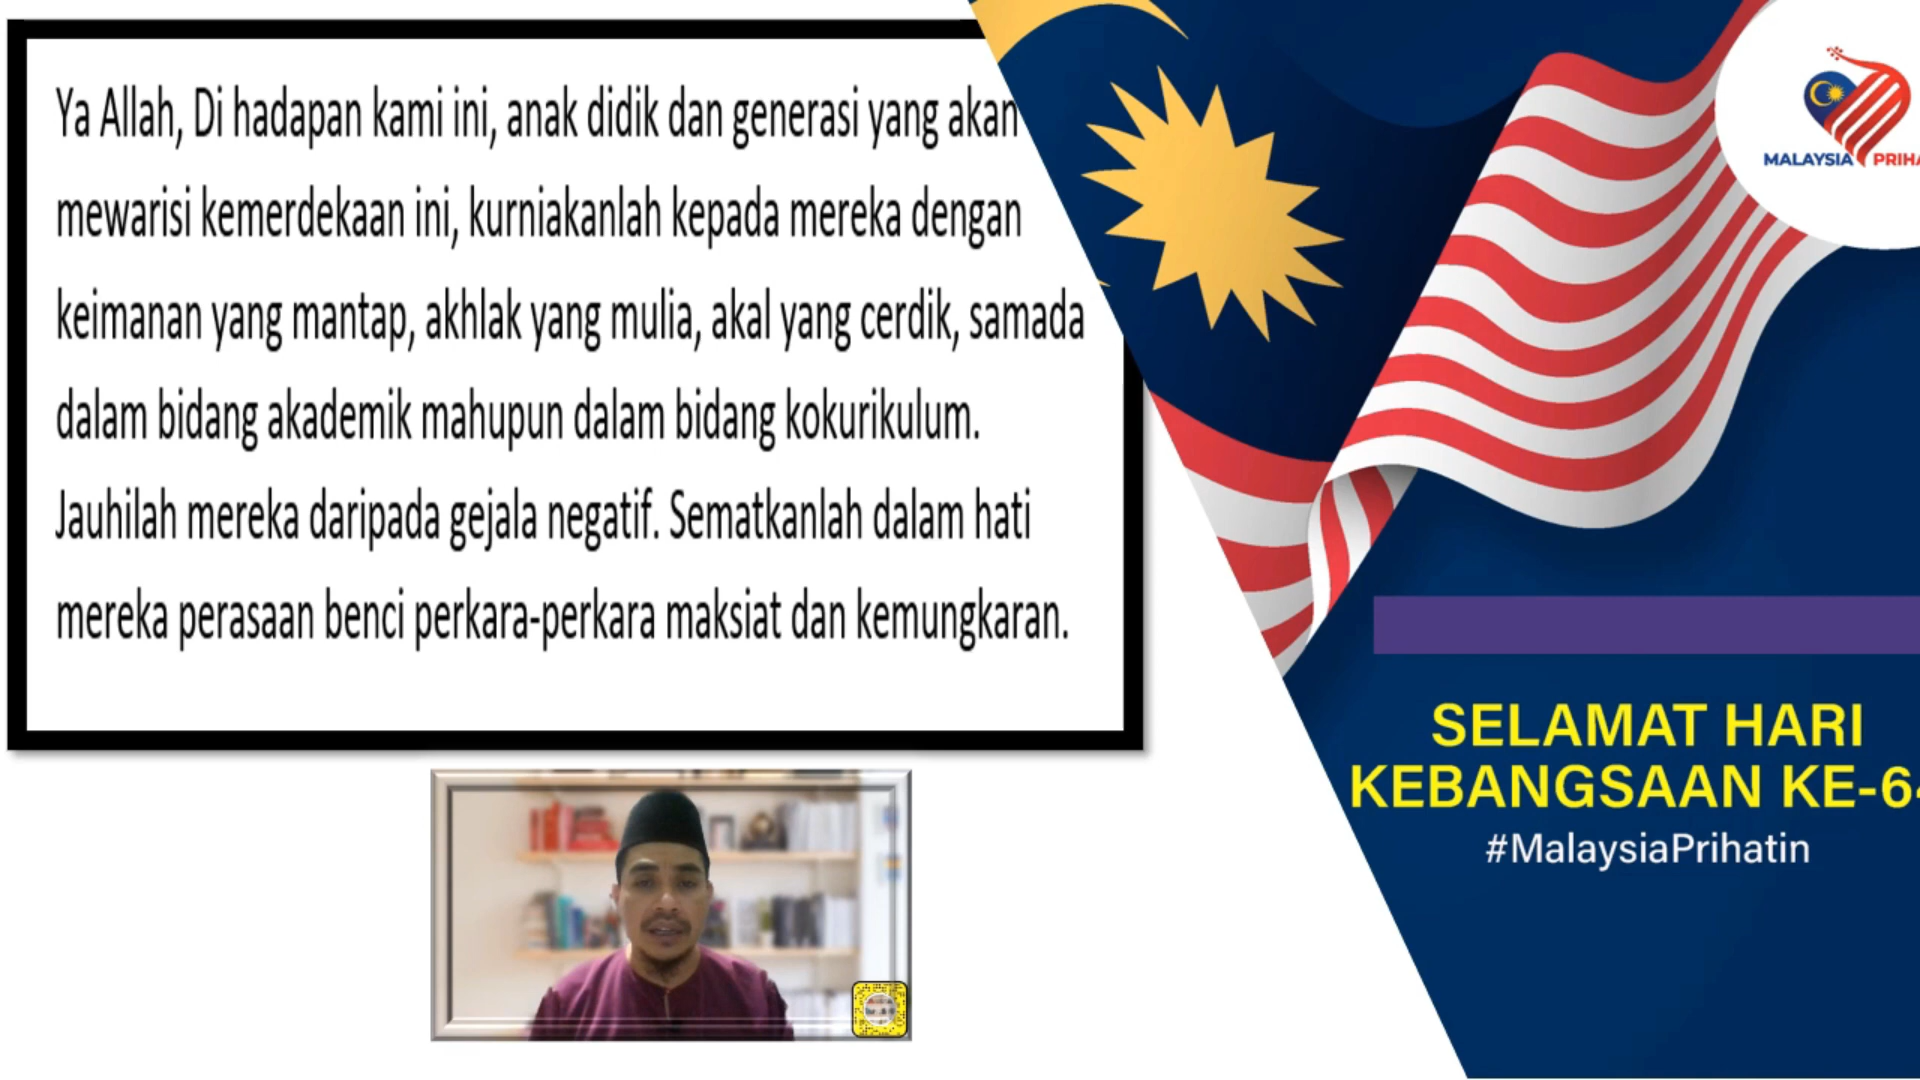 Ya Allah, Di hadapan kami ini, anak didik dan generasi yang akan
mewarisi kemerdekaan ini, kurniakanlah kepada mereka dengan
keimanan yang mantap, akhlak yang mulia, akal yang cerdik, samada
dalam bidang akademik mahupun dalam bidang kokurikulum.
Jauhilah mereka daripada gejala negatif. Sematkanlah dalam hati
mereka perasaan benci perkara-perkara maksiat dan kemungkaran.
MALAYSIA
SELAMAT HARI
KEBANGSAAN
#MalaysiaPrihatin